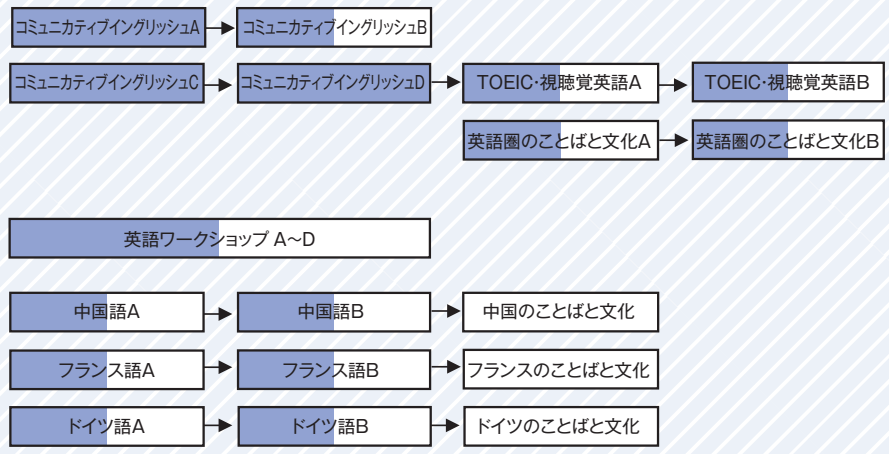 コミュニカティブイングリッシュA
コミュニカティブイングリッシュB
コミュニカティブイングリッシュC
コミュニカティブイングリッシュD
TOEIC・視聴覚英語A
TOEIC・視聴覚英語B
英語圏のことばと文化A
英語圏のことばと文化B
英語ワークショップ A~D
中国語A
中国語B
中国のことばと文化
フランス語A
フランス語B
フランスのことばと文化
ドイツ語A
ドイツ語B
ドイツのことばと文化